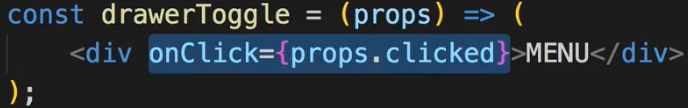 const drawerToggle = (props) => (
<div onClick={props.clicked}>MENU</div>
);